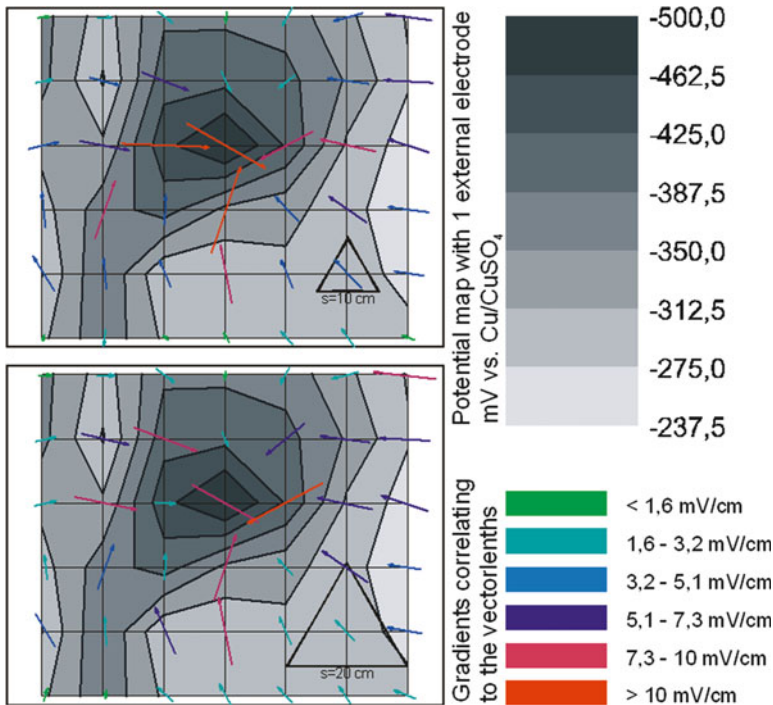 s=10 cm
s=20 cm
Potential map with 1 external electrode
mV vs. Cu/CuSO₄
-500,0
-462,5
-425,0
-387,5
-350,0
-312,5
-275,0
-237,5
Gradients correlating
to the vectorlenths
< 1,6 mV/cm
1,6 - 3,2 mV/cm
3,2 - 5,1 mV/cm
5,1 - 7,3 mV/cm
7,3 - 10 mV/cm
> 10 mV/cm